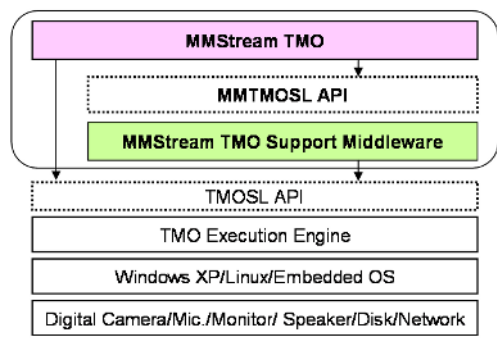 MMStream TMO
MMTMOSL API
MMStream TMO Support Middleware
TMOSL API
TMO Execution Engine
Windows XP/Linux/Embedded OS
Digital Camera/Mic./Monitor/ Speaker/Disk/Network